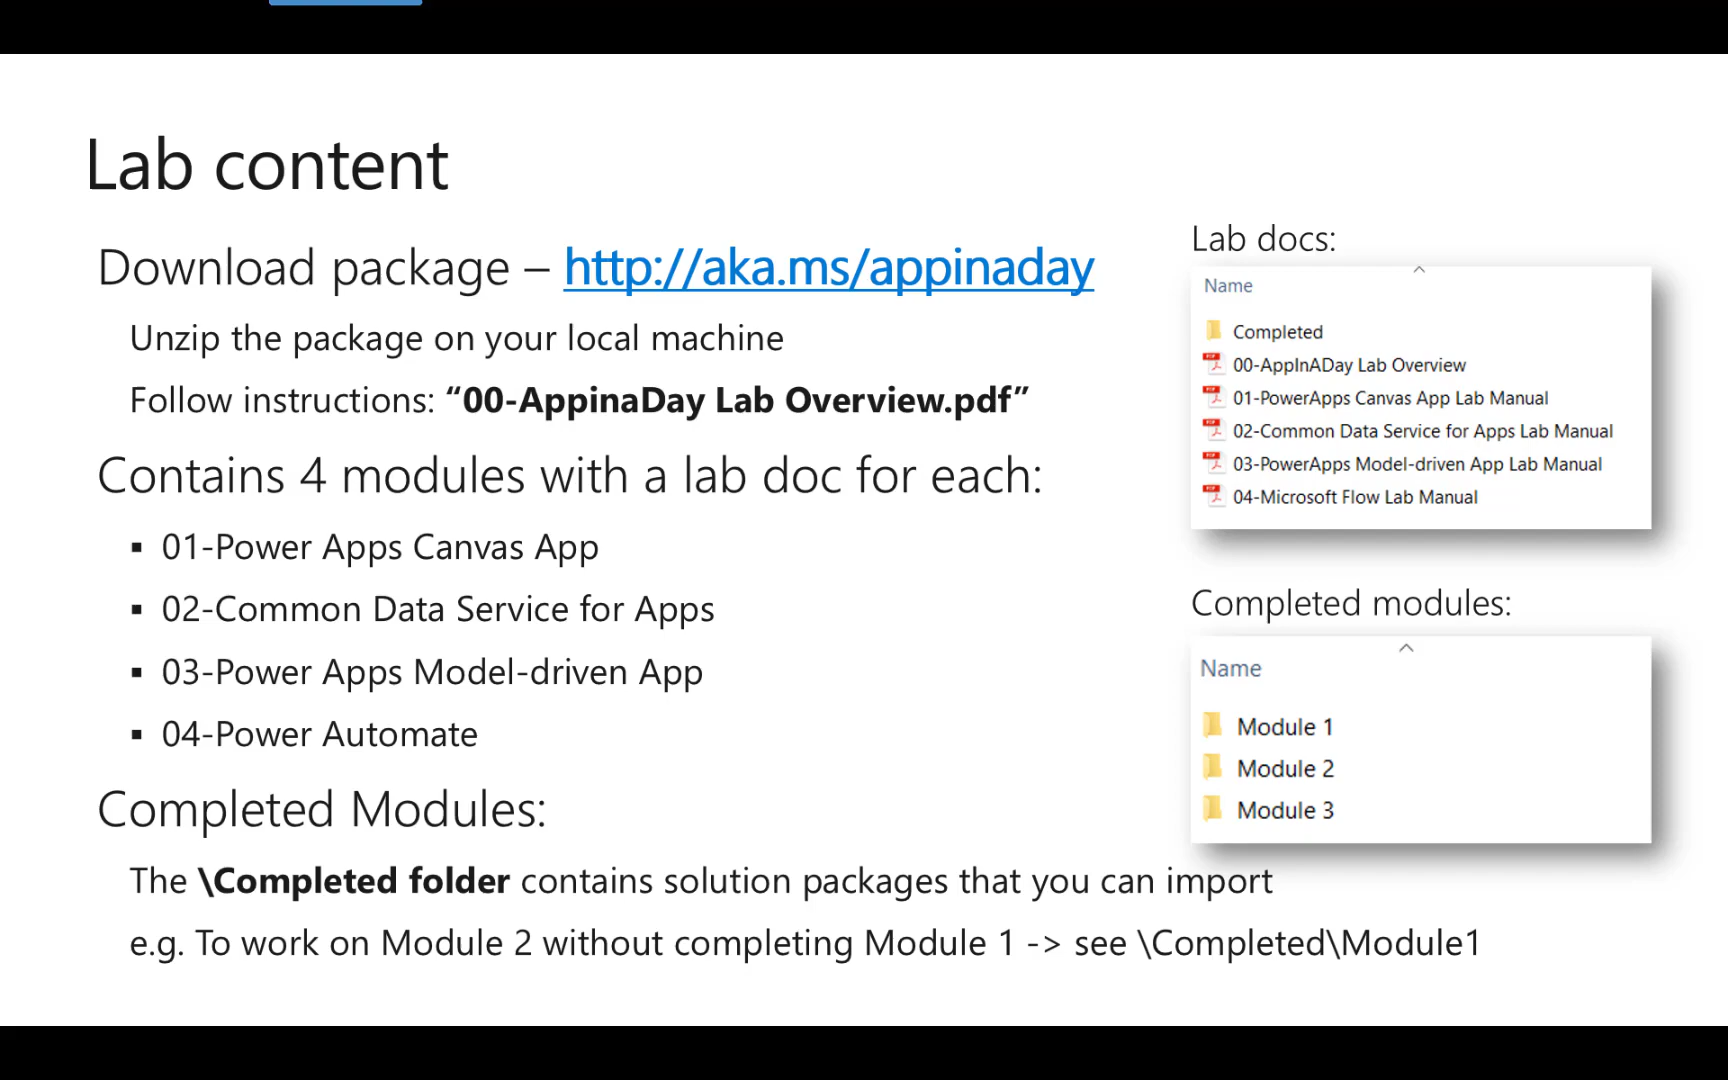 Lab content
Download package – http://aka.ms/appinaday
Unzip the package on your local machine
Follow instructions: “00-AppinaDay Lab Overview.pdf”
Contains 4 modules with a lab doc for each:
▪ 01-Power Apps Canvas App
▪ 02-Common Data Service for Apps
▪ 03-Power Apps Model-driven App
▪ 04-Power Automate
Completed Modules:
The \Completed folder contains solution packages that you can import
e.g. To work on Module 2 without completing Module 1 -> see \Completed\Module1
Lab docs:
Name
Completed
00-AppInADay Lab Overview
01-PowerApps Canvas App Lab Manual
02-Common Data Service for Apps Lab Manual
03-PowerApps Model-driven App Lab Manual
04-Microsoft Flow Lab Manual
Completed modules:
Name
Module 1
Module 2
Module 3